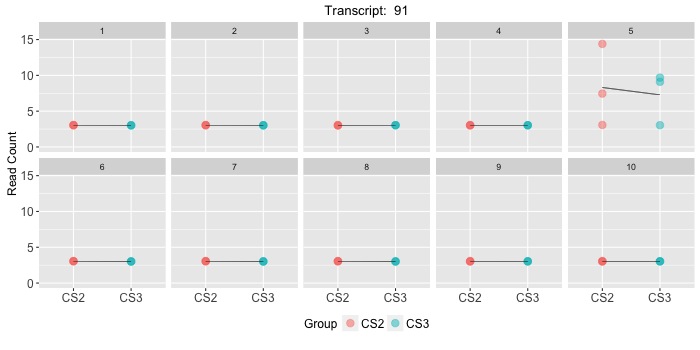 Transcript: 91
1 2 3 4 5
15
10
5
0
Read Count
6 7 8 9 10
15
10
5
0
CS2 CS3 CS2 CS3 CS2 CS3 CS2 CS3 CS2 CS3
Group CS2 CS3